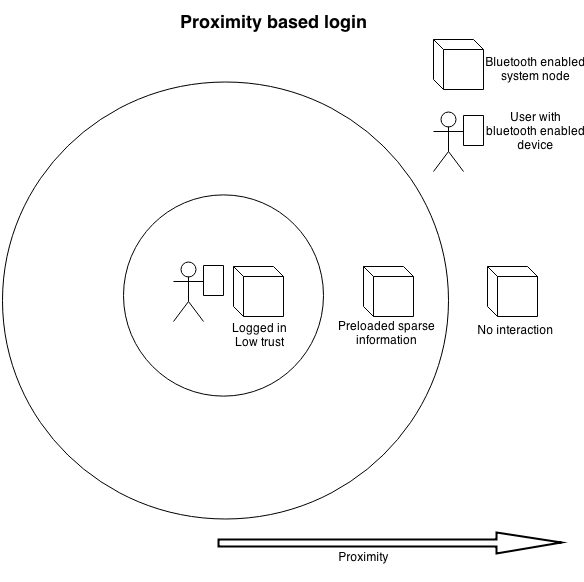 Proximity based login
Bluetooth enabled
system node
User with
bluetooth enabled
device
Logged in
Low trust
Preloaded sparse
information
No interaction
Proximity